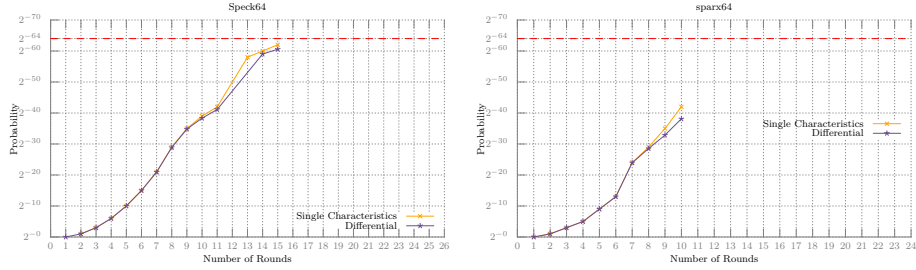 Speck64
2^-70
2^-64
2^-60
2^-50
2^-40
2^-30
2^-20
2^-10
2^-0
Probability
Single Characteristics
Differential
1 2 3 4 5 6 7 8 9 10 11 12 13 14 15 16 17 18 19 20 21 22 23 24 25 26
0
Number of Rounds
sparx64
2^-70
2^-64
2^-60
2^-50
2^-40
2^-30
2^-20
2^-10
2^-0
Probability
Single Characteristics
Differential
0 1 2 3 4 5 6 7 8 9 10 11 12 13 14 15 16 17 18 19 20 21 22 23 24
Number of Rounds